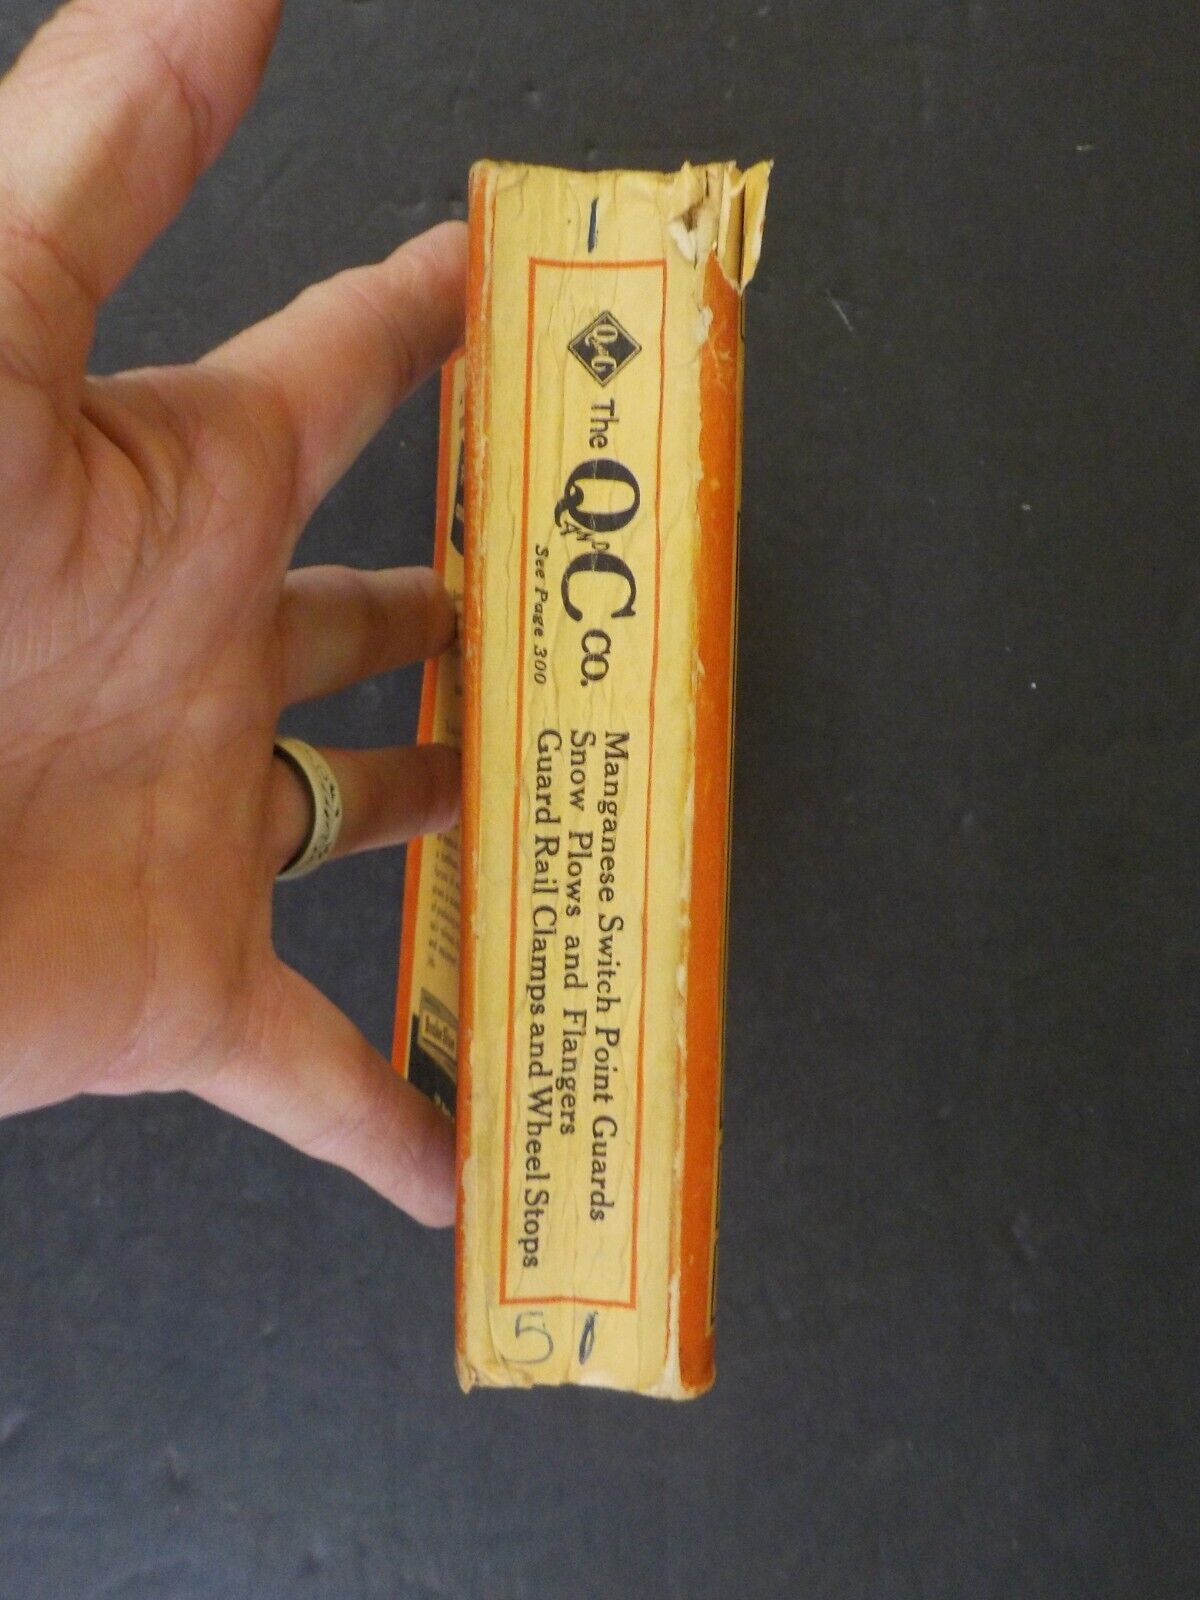 Q and C
The Q AND C CO.
See Page 300
Manganese Switch Point Guards
Snow Plows and Flangers
Guard Rail Clamps and Wheel Stops
5